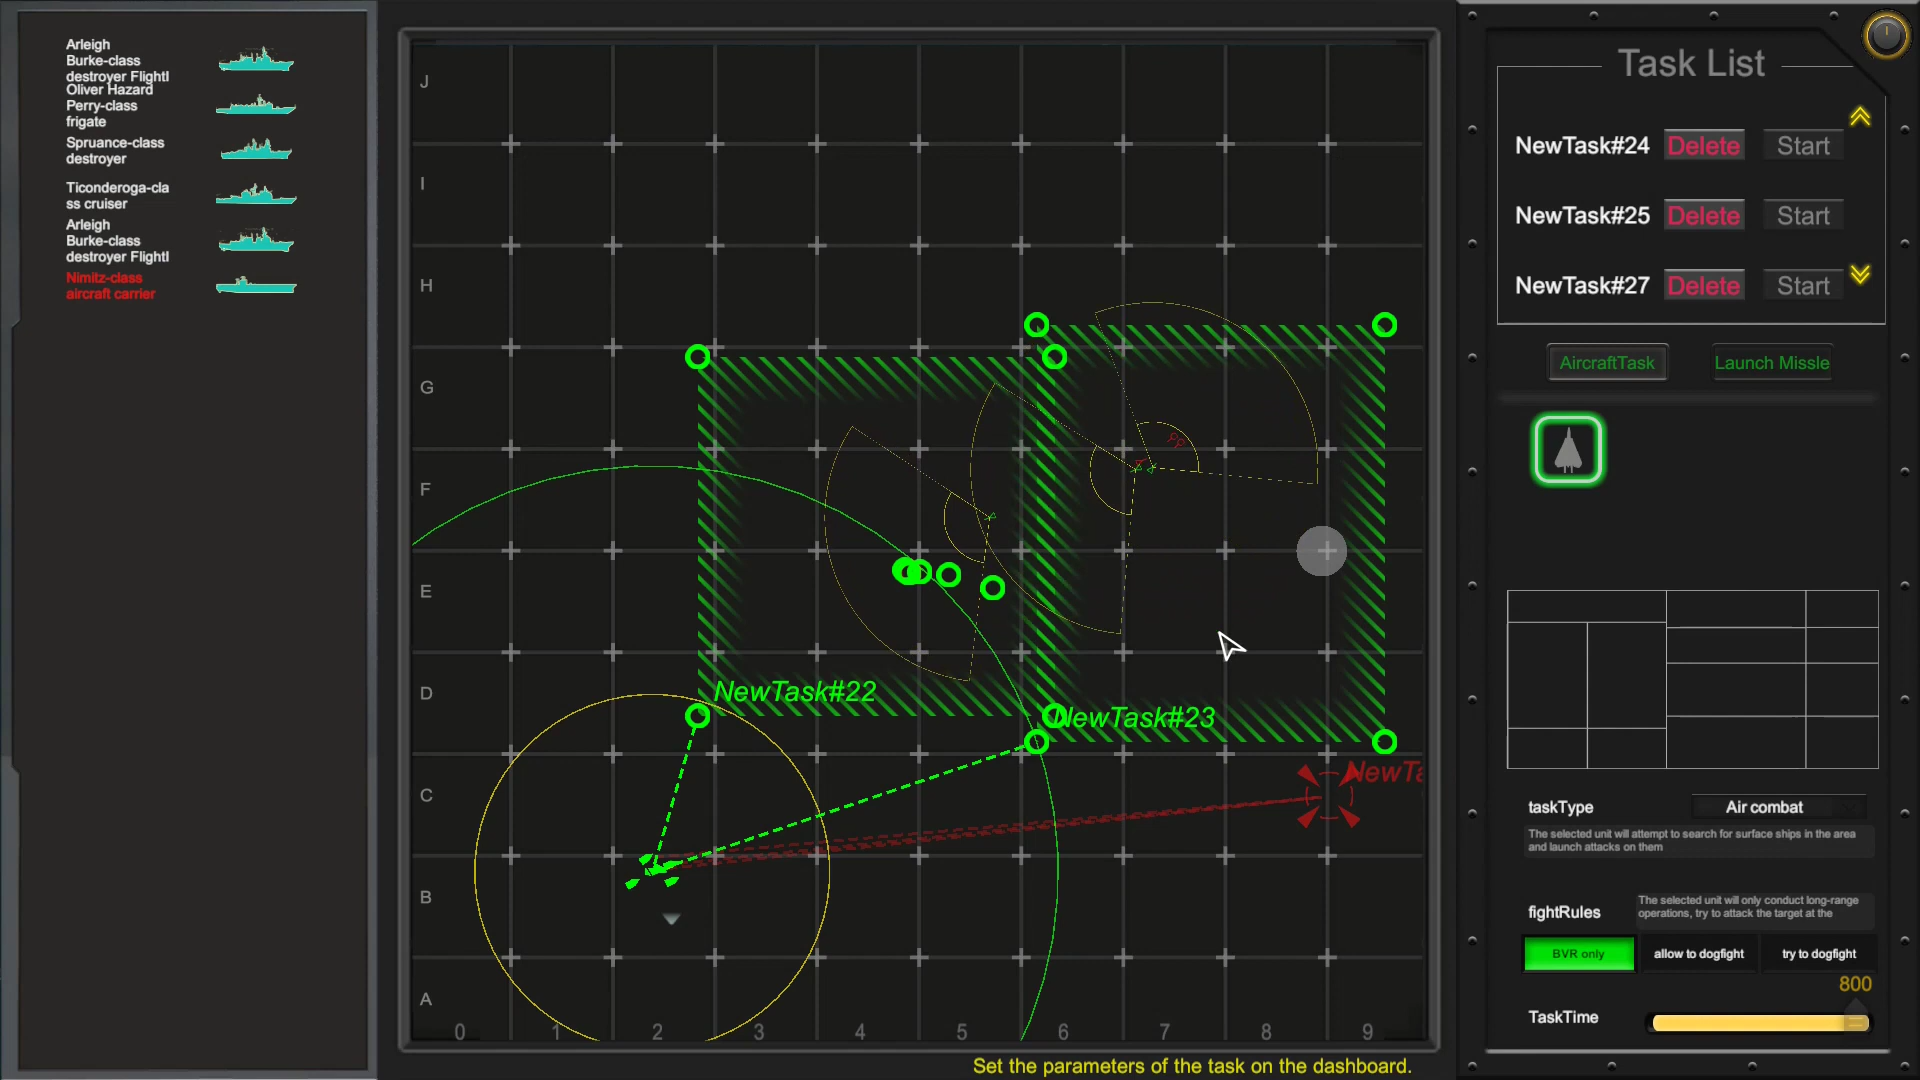 Arleigh
Burke-class
destroyer FlightI
Oliver Hazard
Perry-class
frigate
Spruance-class
destroyer
Ticonderoga-cla
ss cruiser
Arleigh
Burke-class
destroyer FlightI
Nimitz-class
aircraft carrier
J
I
H
G
F
E
D
C
B
A
0 1 2 3 4 5 6 7 8 9
NewTask#22
NewTask#23
NewTa
Set the parameters of the task on the dashboard.
Task List
NewTask#24 Delete Start
NewTask#25 Delete Start
NewTask#27 Delete Start
AircraftTask Launch Missle
taskType Air combat
The selected unit will attempt to search for surface ships in the area
and launch attacks on them
fightRules
The selected unit will only conduct long-range
operations, try to attack the target at the
BVR only allow to dogfight try to dogfight
800
TaskTime